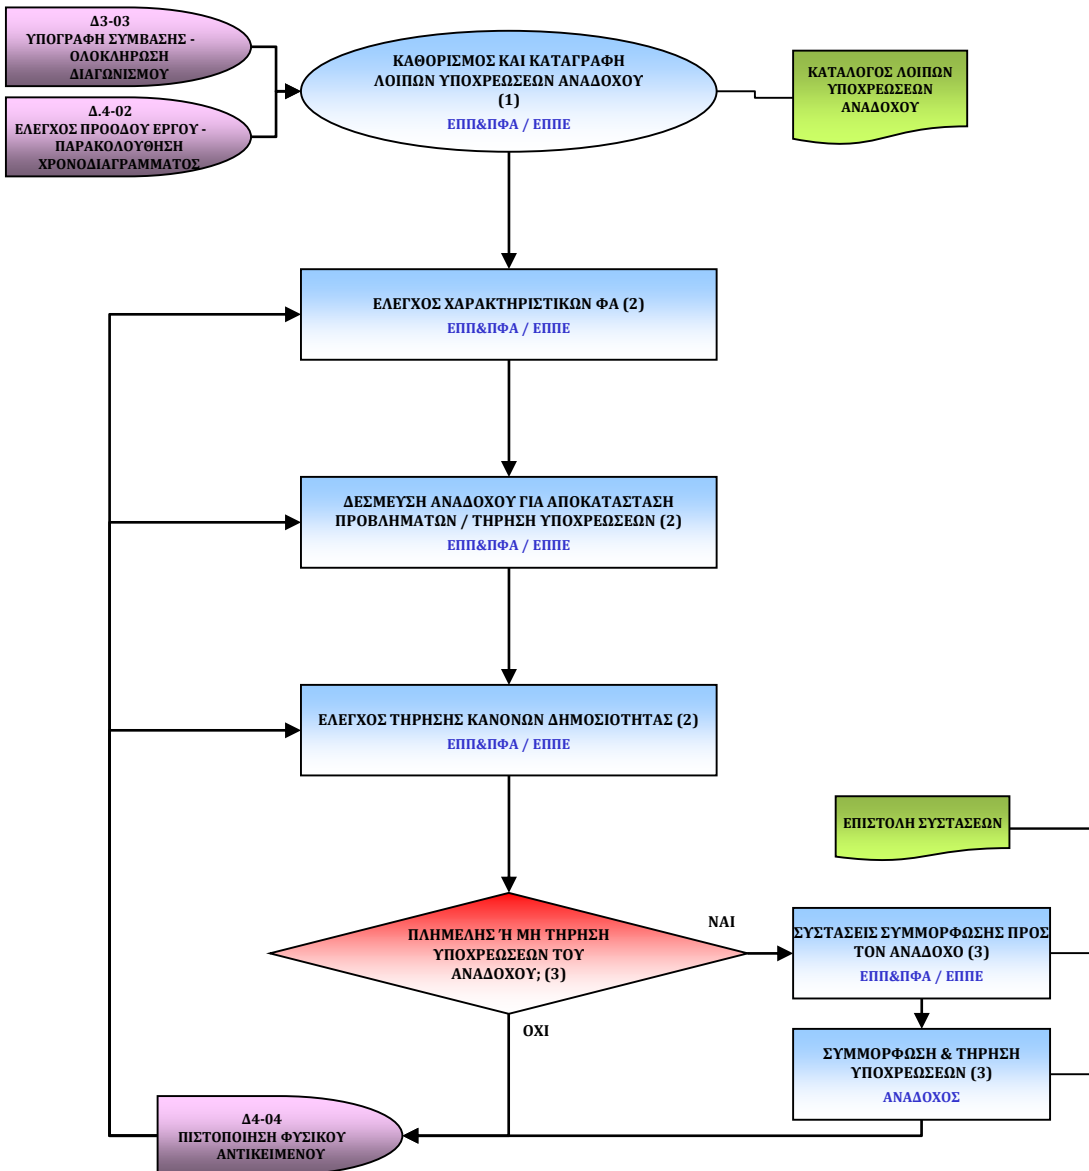 Δ3-03
ΥΠΟΓΡΑΦΗ ΣΥΜΒΑΣΗΣ -
ΟΛΟΚΛΗΡΩΣΗ
ΔΙΑΓΩΝΙΣΜΟΥ
Δ.4-02
ΕΛΕΓΧΟΣ ΠΡΟΟΔΟΥ ΕΡΓΟΥ -
ΠΑΡΑΚΟΛΟΥΘΗΣΗ
ΧΡΟΝΟΔΙΑΓΡΑΜΜΑΤΟΣ
ΚΑΘΟΡΙΣΜΟΣ ΚΑΙ ΚΑΤΑΓΡΑΦΗ
ΛΟΙΠΩΝ ΥΠΟΧΡΕΩΣΕΩΝ ΑΝΑΔΟΧΟΥ
(1)
ΕΠΠ&ΠΦΑ / ΕΠΠΕ
ΚΑΤΑΛΟΓΟΣ ΛΟΙΠΩΝ
ΥΠΟΧΡΕΩΣΕΩΝ
ΑΝΑΔΟΧΟΥ
ΕΛΕΓΧΟΣ ΧΑΡΑΚΤΗΡΙΣΤΙΚΩΝ ΦΑ (2)
ΕΠΠ&ΠΦΑ / ΕΠΠΕ
ΔΕΣΜΕΥΣΗ ΑΝΑΔΟΧΟΥ ΓΙΑ ΑΠΟΚΑΤΑΣΤΑΣΗ
ΠΡΟΒΛΗΜΑΤΩΝ / ΤΗΡΗΣΗ ΥΠΟΧΡΕΩΣΕΩΝ (2)
ΕΠΠ&ΠΦΑ / ΕΠΠΕ
ΕΛΕΓΧΟΣ ΤΗΡΗΣΗΣ ΚΑΝΟΝΩΝ ΔΗΜΟΣΙΟΤΗΤΑΣ (2)
ΕΠΠ&ΠΦΑ / ΕΠΠΕ
ΕΠΙΣΤΟΛΗ ΣΥΣΤΑΣΕΩΝ
ΠΛΗΜΕΛΗΣ Ή ΜΗ ΤΗΡΗΣΗ
ΥΠΟΧΡΕΩΣΕΩΝ ΤΟΥ
ΑΝΑΔΟΧΟΥ; (3)
ΝΑΙ
ΣΥΣΤΑΣΕΙΣ ΣΥΜΜΟΡΦΩΣΗΣ ΠΡΟΣ
ΤΟΝ ΑΝΑΔΟΧΟ (3)
ΕΠΠ&ΠΦΑ / ΕΠΠΕ
ΟΧΙ
ΣΥΜΜΟΡΦΩΣΗ & ΤΗΡΗΣΗ
ΥΠΟΧΡΕΩΣΕΩΝ (3)
ΑΝΑΔΟΧΟΣ
Δ4-04
ΠΙΣΤΟΠΟΙΗΣΗ ΦΥΣΙΚΟΥ
ΑΝΤΙΚΕΙΜΕΝΟΥ